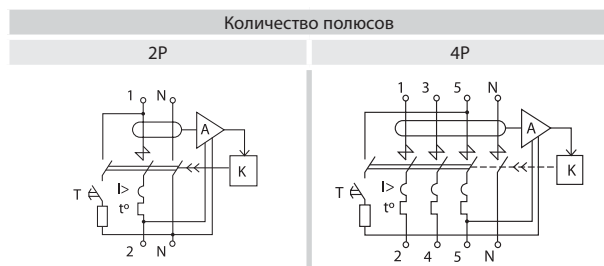 Количество полюсов
2P 4P
1 N
A
K
T
I>
t°
2 N
1 3 5 N
A
K
T
I>
t°
2 4 5 N